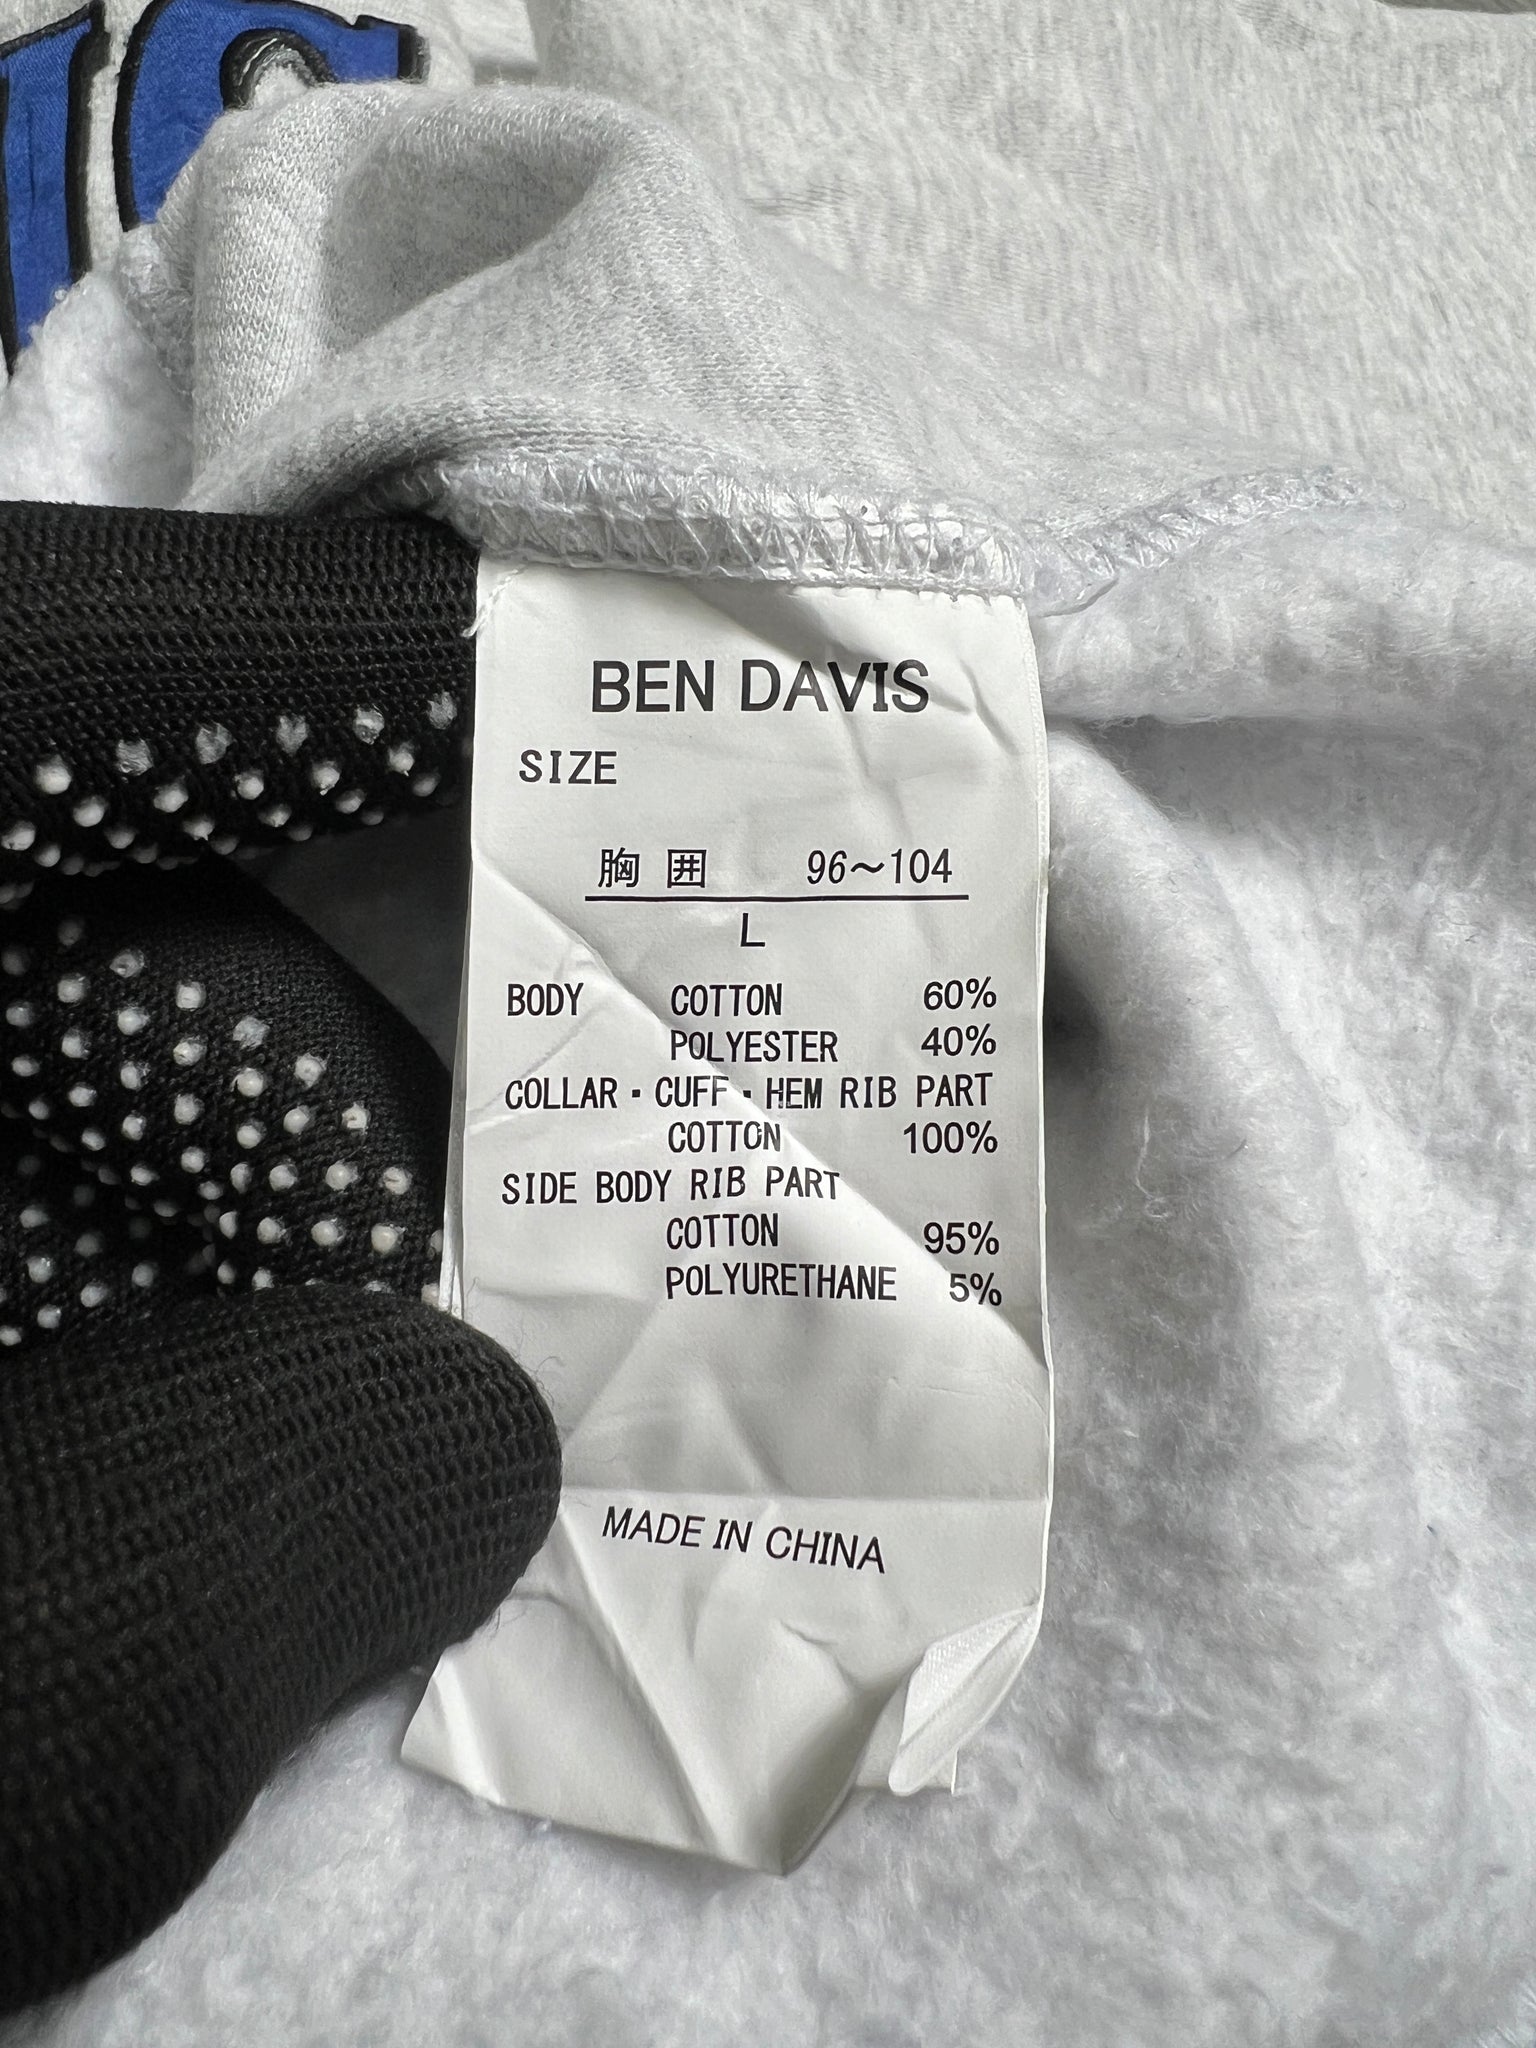 BEN DAVIS
SIZE
胸囲 96～104
L
BODY COTTON 60%
POLYESTER 40%
COLLAR・CUFF・HEM RIB PART
COTTON 100%
SIDE BODY RIB PART
COTTON 95%
POLYURETHANE 5%
MADE IN CHINA